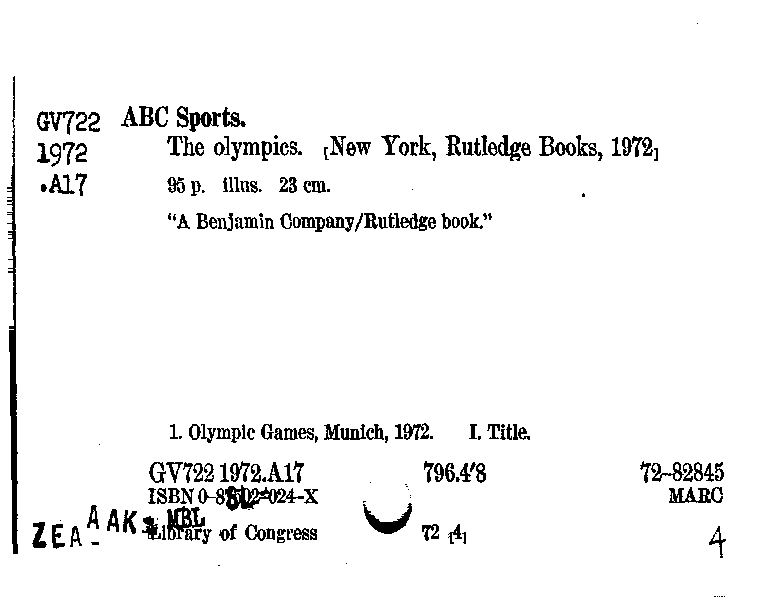 GV722 ABC Sports.
1972 The olympics. [New York, Rutledge Books, 1972]
.A17 95 p. illus. 23 cm.
"A Benjamin Company/Rutledge book."
1. Olympic Games, Munich, 1972. I. Title.
GV722 1972.A17 796.4'8 72-82845
ISBN 0-8 024-X MARC
ZEA AAK MBL
Library of Congress 72 [4] 4